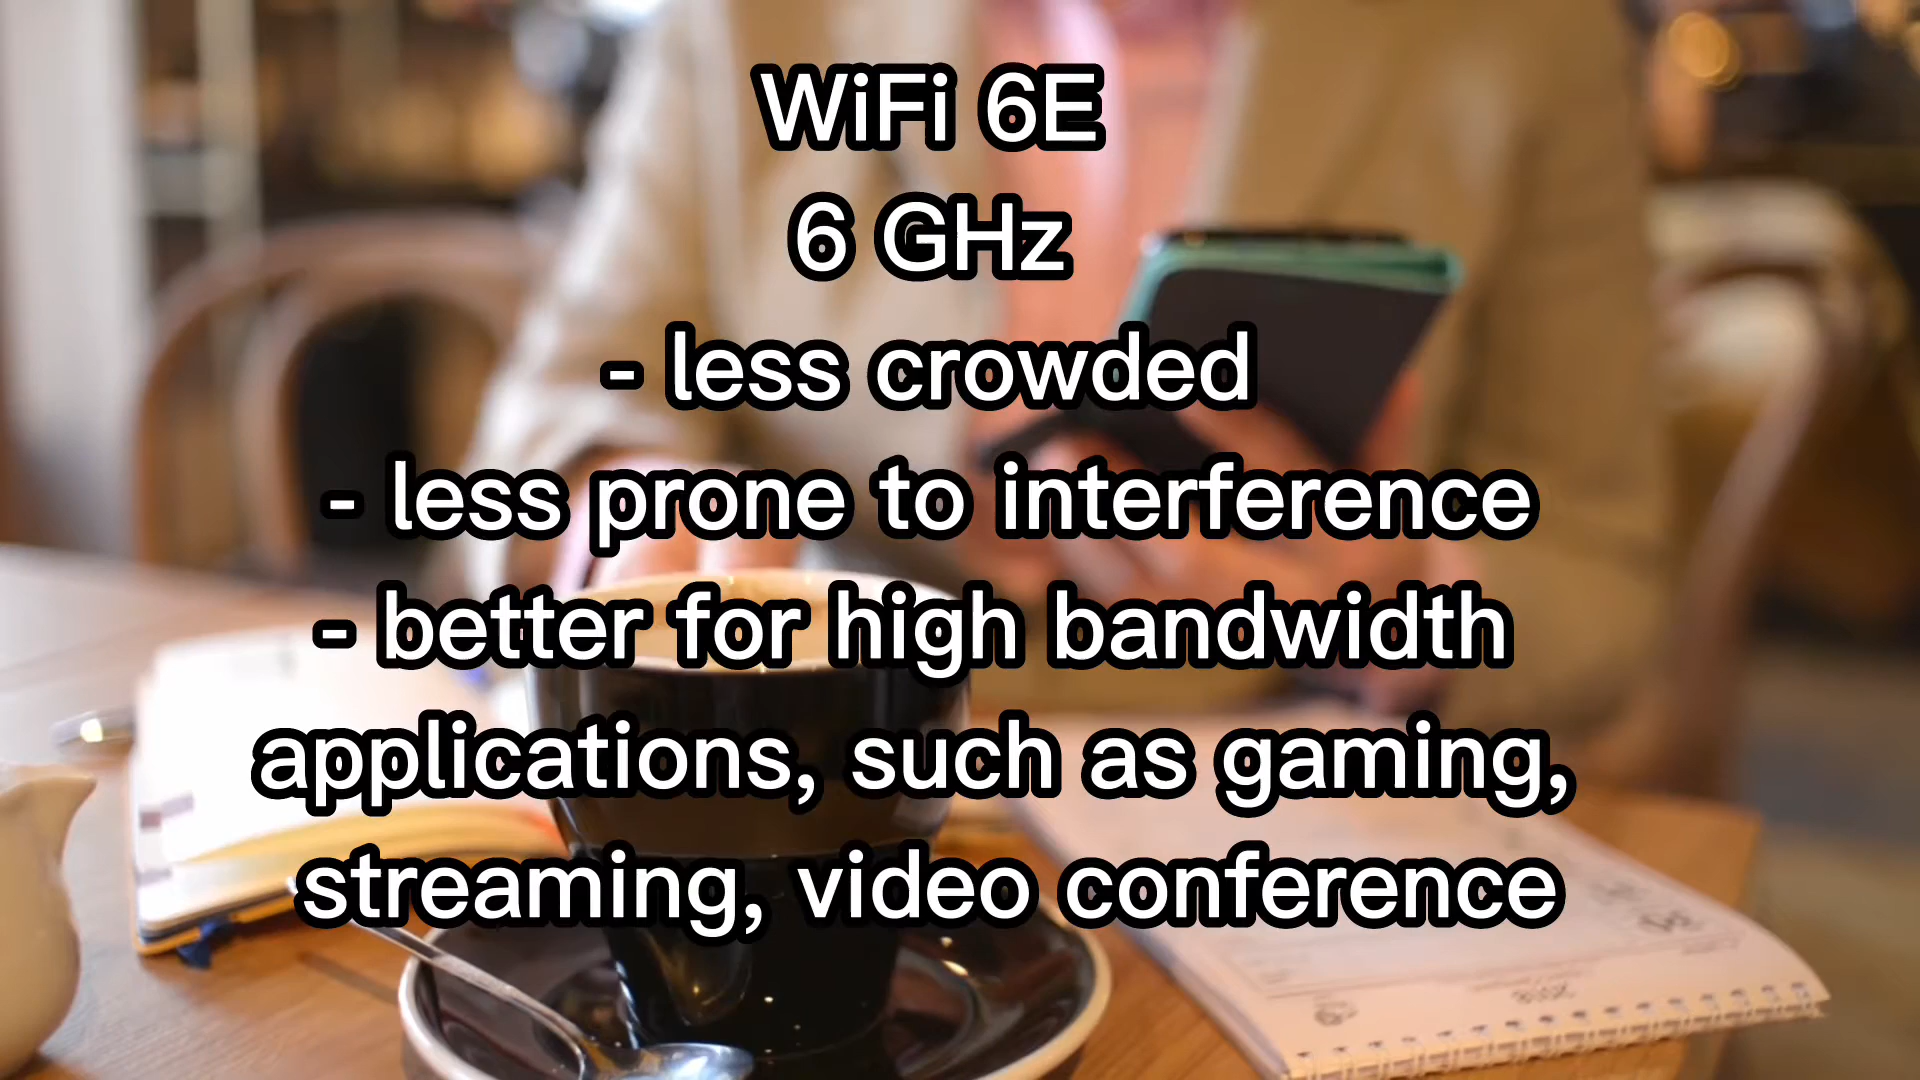 WiFi 6E
6 GHz
- less crowded
- less prone to interference
- better for high bandwidth
applications, such as gaming,
streaming, video conference